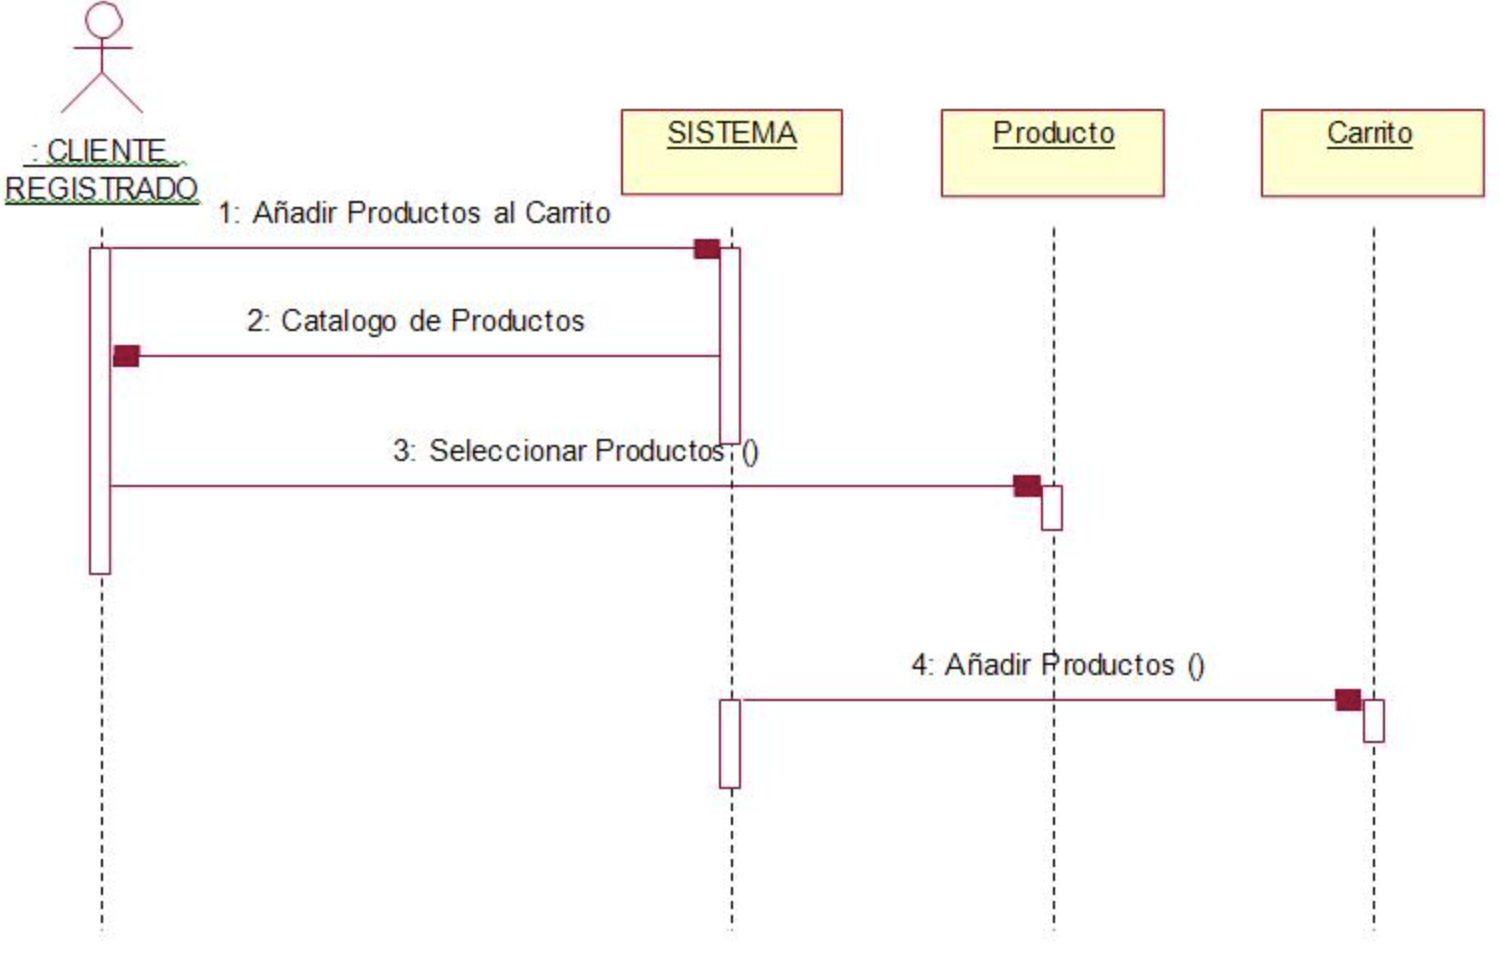 : CLIENTE
REGISTRADO
SISTEMA
Producto
Carrito
1: Añadir Productos al Carrito
2: Catalogo de Productos
3: Seleccionar Productos ()
4: Añadir Productos ()